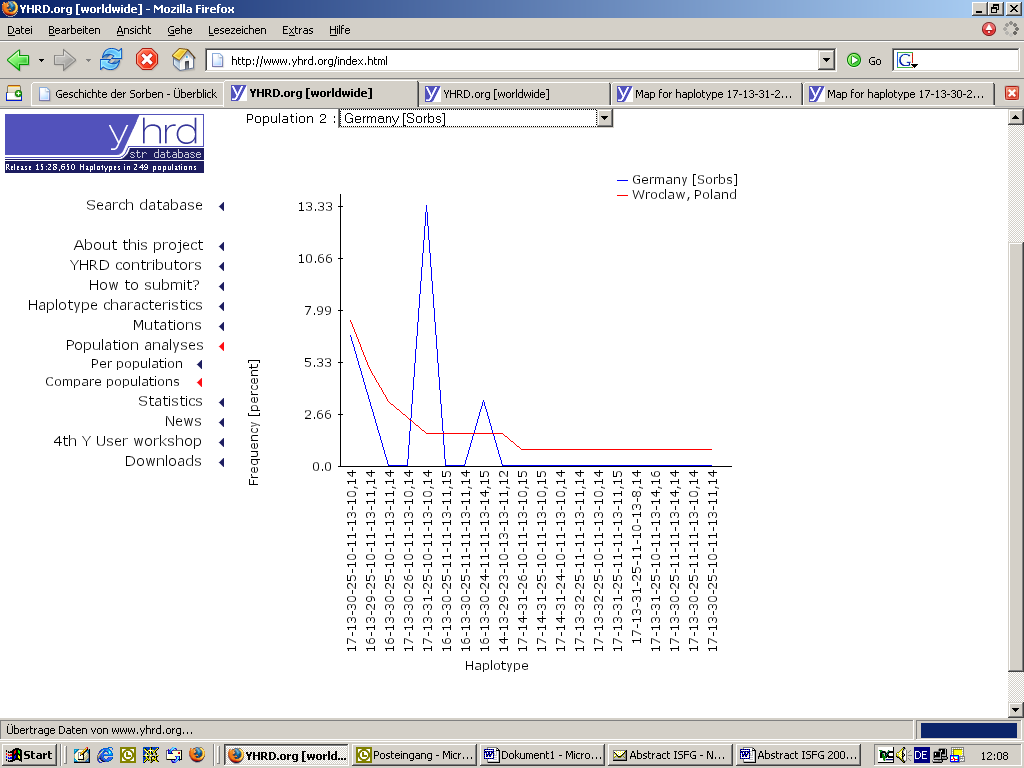 YHRD.org [worldwide] - Mozilla Firefox
Datei Bearbeiten Ansicht Gehe Lesezeichen Extras Hilfe
http://www.yhrd.org/index.html Go G
Geschichte der Sorben - Überblick YHRD.org [worldwide] YHRD.org [worldwide] Map for haplotype 17-13-31-2... Map for haplotype 17-13-30-2...
Population 2 : Germany [Sorbs]
yhrd
str database
Release 15:28,650 Haplotypes in 249 populations
Search database
About this project
YHRD contributors
How to submit?
Haplotype characteristics
Mutations
Population analyses
Per population
Compare populations
Statistics
News
4th Y User workshop
Downloads
Germany [Sorbs]
Wroclaw, Poland
13.33
10.66
7.99
5.33
2.66
0.0
Frequency [percent]
17-13-30-25-10-11-13-10,14
16-13-29-25-10-11-13-11,14
16-13-30-25-10-11-13-11,14
17-13-30-26-10-11-13-10,14
17-13-31-25-10-11-13-10,14
16-13-30-25-10-11-13-11,15
16-13-30-25-11-11-13-11,14
16-13-30-24-11-11-13-14,15
14-13-29-23-10-13-13-11,12
17-14-31-26-10-11-13-10,15
17-14-31-25-10-11-13-10,15
17-14-31-24-10-11-13-10,14
17-13-32-25-11-11-13-11,14
17-13-32-25-10-11-13-10,14
17-13-31-25-11-11-13-11,15
17-13-31-25-11-10-13-8,14
17-13-31-25-10-11-13-14,16
17-13-30-25-11-11-13-14,14
17-13-30-25-11-11-13-10,14
17-13-30-25-10-11-13-11,14
Haplotype
Übertrage Daten von www.yhrd.org...
Start YHRD.org [world... Posteingang - Micr... Dokument1 - Micro... Abstract ISFG - N... Abstract ISFG 200... DE 12:08